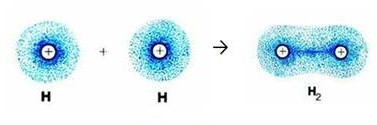 + + + → + +
H H H₂